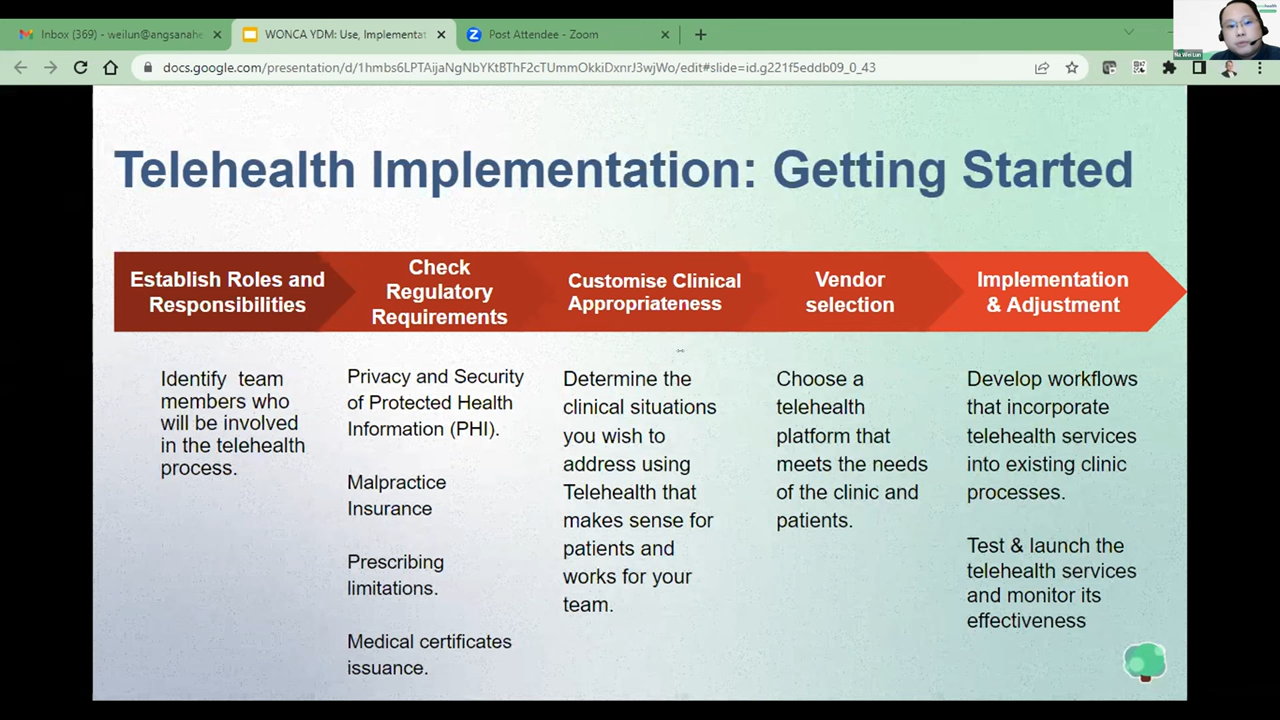 Inbox (369) - weilun@angsanahe
WONCA YDM: Use, Implementat
Post Attendee - Zoom
docs.google.com/presentation/d/1hmbs6LPTAijaNgNbYKtBThF2cTUmmOkkiDxnrJ3wjWo/edit#slide=id.g221f5eddb09_0_43
Telehealth Implementation: Getting Started
Establish Roles and
Responsibilities
Check
Regulatory
Requirements
Customise Clinical
Appropriateness
Vendor
selection
Implementation
& Adjustment
Identify team
members who
will be involved
in the telehealth
process.
Privacy and Security
of Protected Health
Information (PHI).
Malpractice
Insurance
Prescribing
limitations.
Medical certificates
issuance.
Determine the
clinical situations
you wish to
address using
Telehealth that
makes sense for
patients and
works for your
team.
Choose a
telehealth
platform that
meets the needs
of the clinic and
patients.
Develop workflows
that incorporate
telehealth services
into existing clinic
processes.
Test & launch the
telehealth services
and monitor its
effectiveness